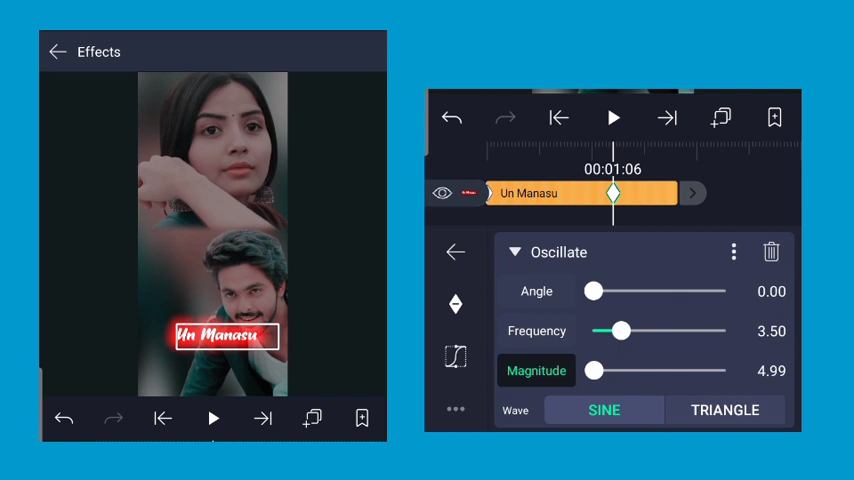 Effects
Un Manasu
00:01:06
Un Manasu
Oscillate
Angle 0.00
Frequency 3.50
Magnitude 4.99
Wave SINE TRIANGLE